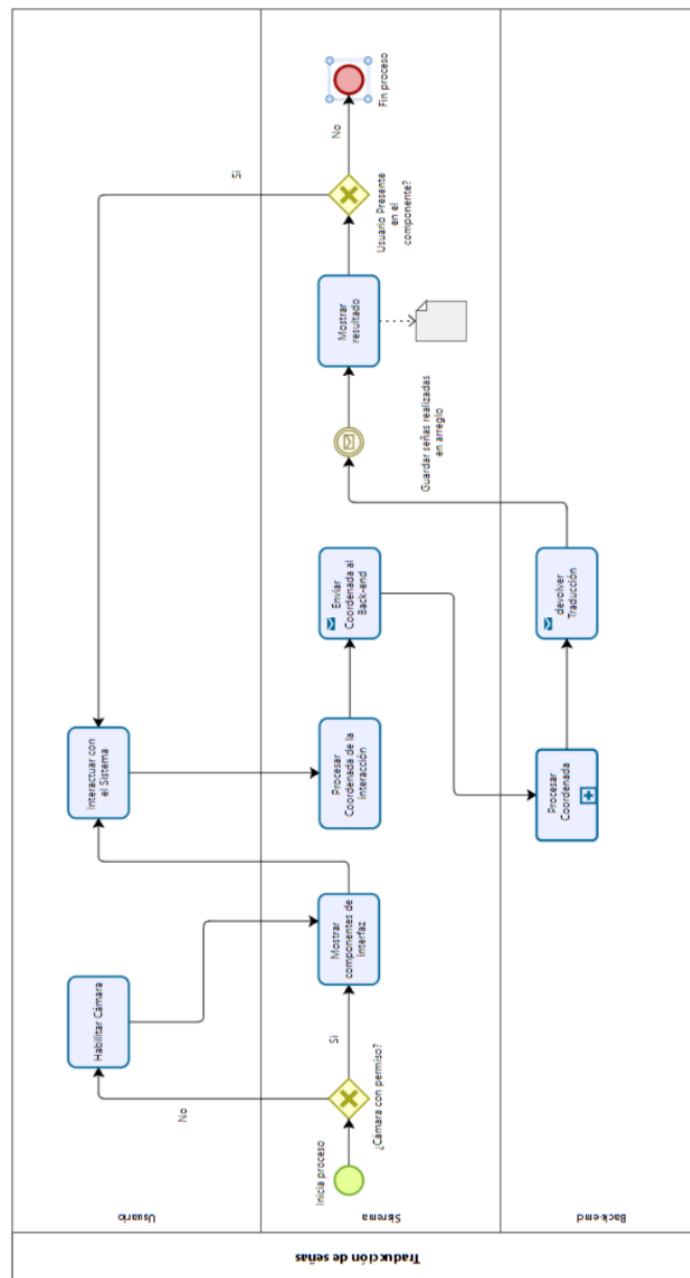 Traducción de señas
Usuario
Habilitar Cámara
Interactuar con
el Sistema
No
Si
Sistema
Inicia proceso
¿Cámara con permiso?
Si
Mostrar
componentes de
interfaz
Procesar
Coordenada de la
interacción
Enviar
Coordenada al
Back-end
Guardar señas realizadas
en arreglo
Mostrar
resultado
Usuario Presente
en el
componente?
No
Fin proceso
Back-end
Procesar
Coordenada
devolver
Traducción